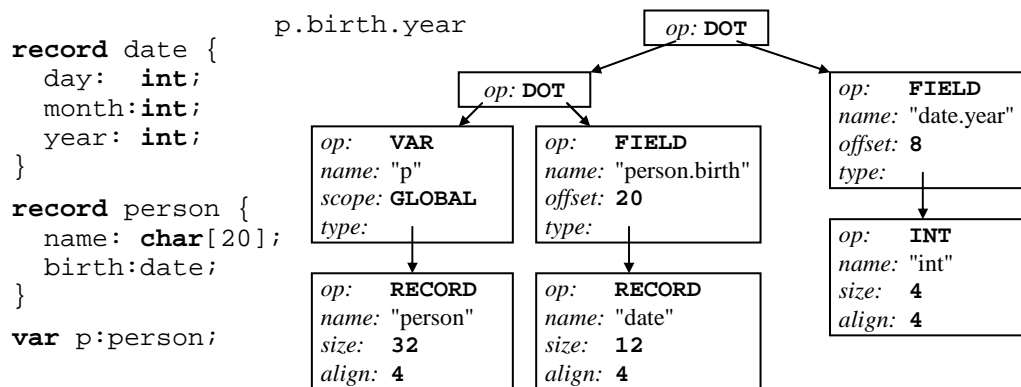 record date {
day: int;
month:int;
year: int;
}
record person {
name: char[20];
birth:date;
}
var p:person;
p.birth.year
op: DOT
op: DOT
op: VAR
name: "p"
scope: GLOBAL
type:
op: FIELD
name: "person.birth"
offset: 20
type:
op: FIELD
name: "date.year"
offset: 8
type:
op: RECORD
name: "person"
size: 32
align: 4
op: RECORD
name: "date"
size: 12
align: 4
op: INT
name: "int"
size: 4
align: 4